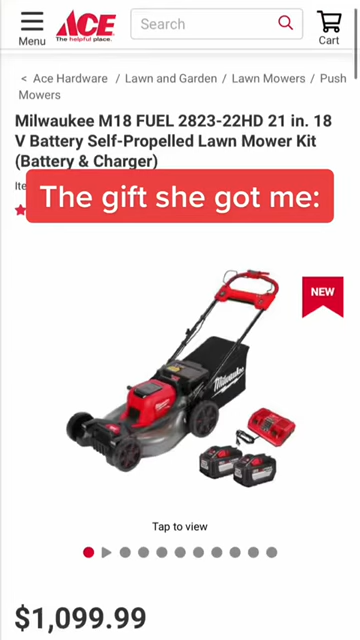 Menu
ACE
The helpful place.
Search
Cart
< Ace Hardware / Lawn and Garden / Lawn Mowers / Push
Mowers
Milwaukee M18 FUEL 2823-22HD 21 in. 18
V Battery Self-Propelled Lawn Mower Kit
(Battery & Charger)
The gift she got me:
NEW
Milwaukee
Tap to view
$1,099.99